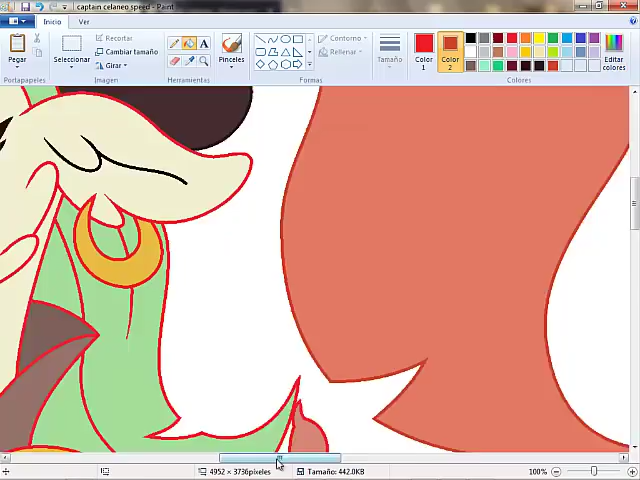 captain celaneo speed - Paint
Inicio Ver
Pegar
Portapapeles
Seleccionar
Recortar
Cambiar tamaño
Girar
Imagen
A
Herramientas
Pinceles
Contorno
Rellenar
Formas
Tamaño
Color 1
Color 2
Editar colores
Colores
4952 × 3736píxeles
Tamaño: 442.0KB
100%